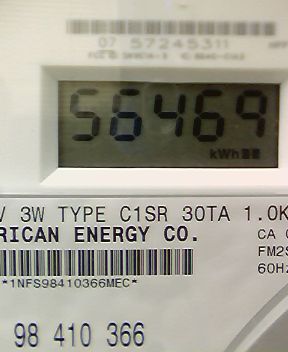 07 57245311
56469
kWh
V 3W TYPE C1SR 30TA 1.0K
RICAN ENERGY CO.
CA
FM2S
60Hz
*1NFS98410366MEC*
98 410 366